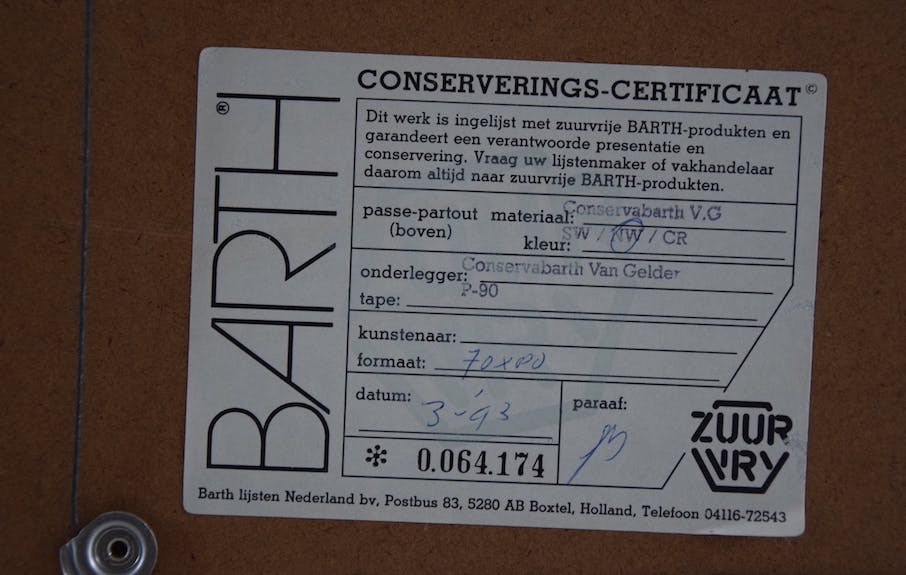 BARTH®
CONSERVERINGS-CERTIFICAAT©
Dit werk is ingelijst met zuurvrije BARTH-produkten en
garandeert een verantwoorde presentatie en
conservering. Vraag uw lijstenmaker of vakhandelaar
daarom altijd naar zuurvrije BARTH-produkten.
passe-partout materiaal: Conservabarth V.G
(boven) kleur: SW / NW / CR
onderlegger: Conservabarth Van Gelder
tape: P-90
kunstenaar:
formaat: 70x80
datum: 3-'93
paraaf:
* 0.064.174
ZUUR
VRY
Barth lijsten Nederland bv, Postbus 83, 5280 AB Boxtel, Holland, Telefoon 04116-72543